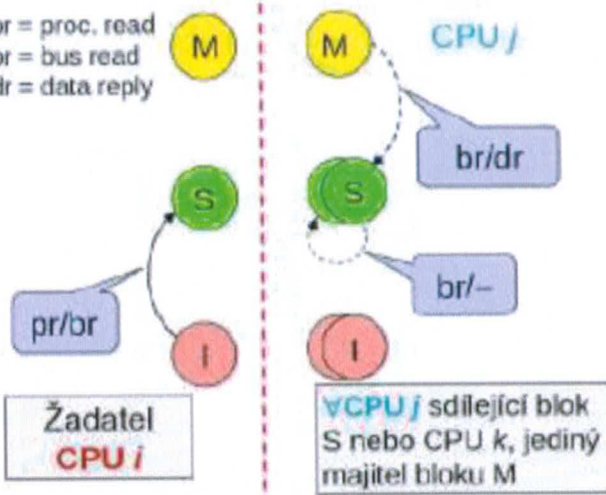 pr = proc. read
br = bus read
dr = data reply
M
S
I
pr/br
Žadatel
CPU i
M
CPU j
S
br/dr
br/–
I
∀CPU j sdílející blok
S nebo CPU k, jediný
majitel bloku M